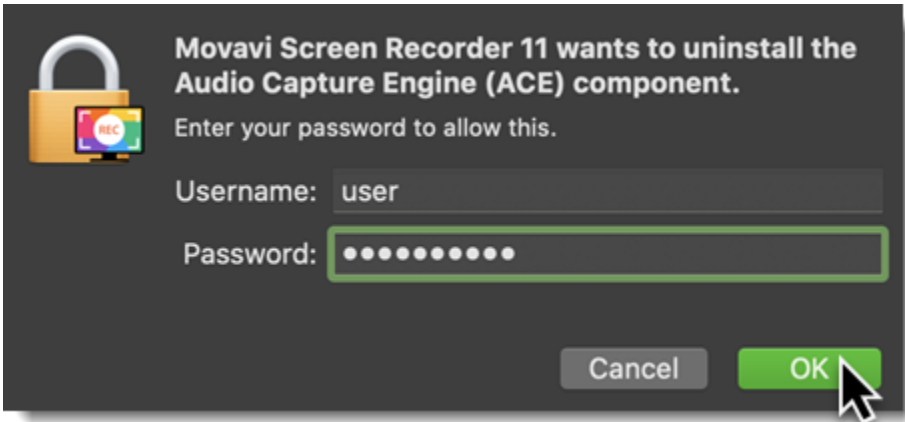 Movavi Screen Recorder 11 wants to uninstall the
Audio Capture Engine (ACE) component.
Enter your password to allow this.
REC
Username: user
Password: ••••••••••
Cancel OK